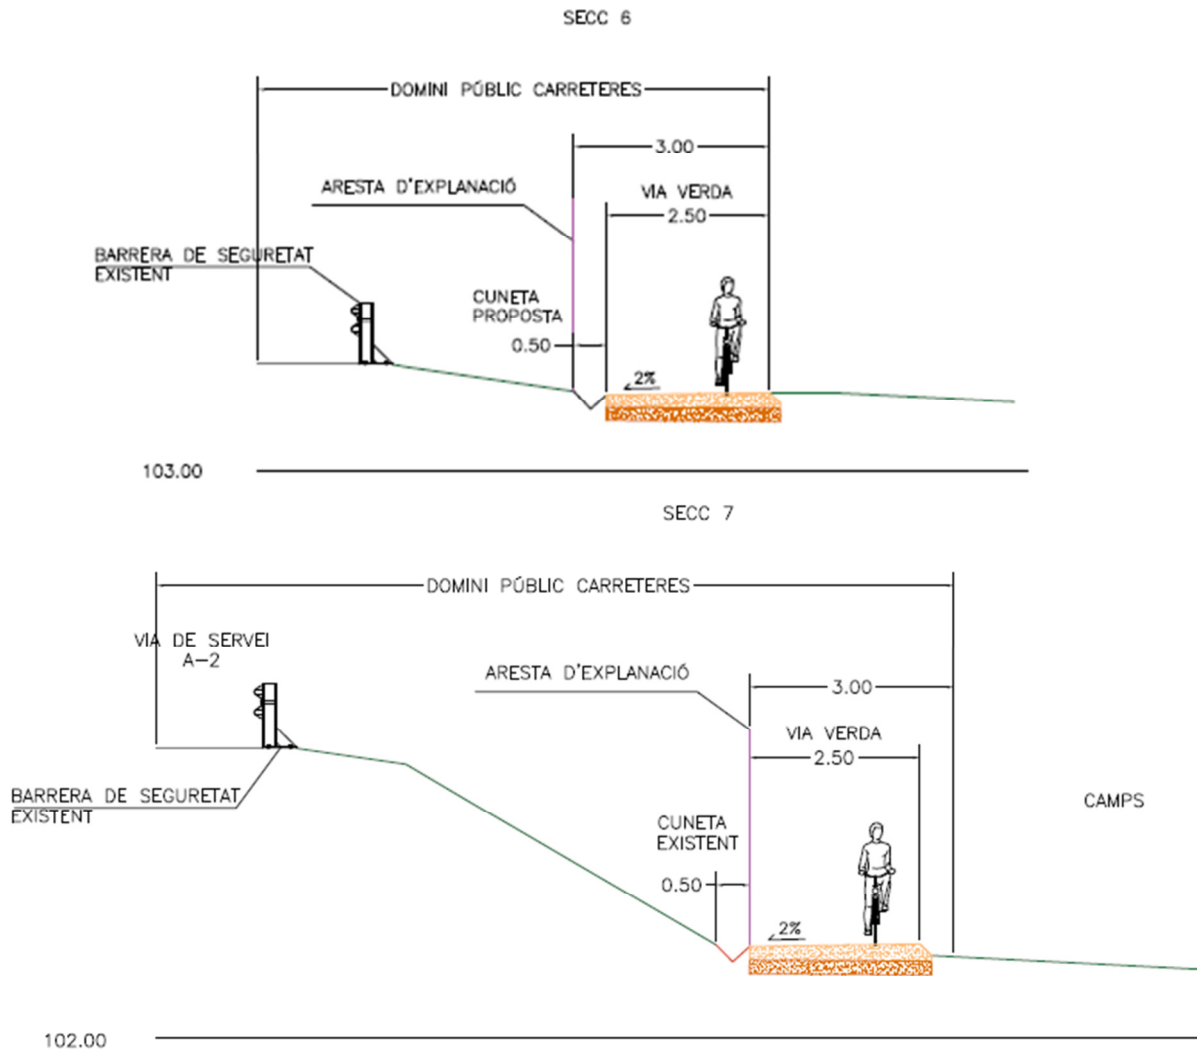 SECC 6
DOMINI PÚBLIC CARRETERES
3.00
ARESTA D'EXPLANACIÓ
VIA VERDA
2.50
BARRERA DE SEGURETAT
EXISTENT
CUNETA
PROPOSTA
0.50
2%
103.00
SECC 7
DOMINI PÚBLIC CARRETERES
VIA DE SERVEI
A-2
ARESTA D'EXPLANACIÓ
3.00
VIA VERDA
2.50
BARRERA DE SEGURETAT
EXISTENT
CAMPS
CUNETA
EXISTENT
0.50
2%
102.00